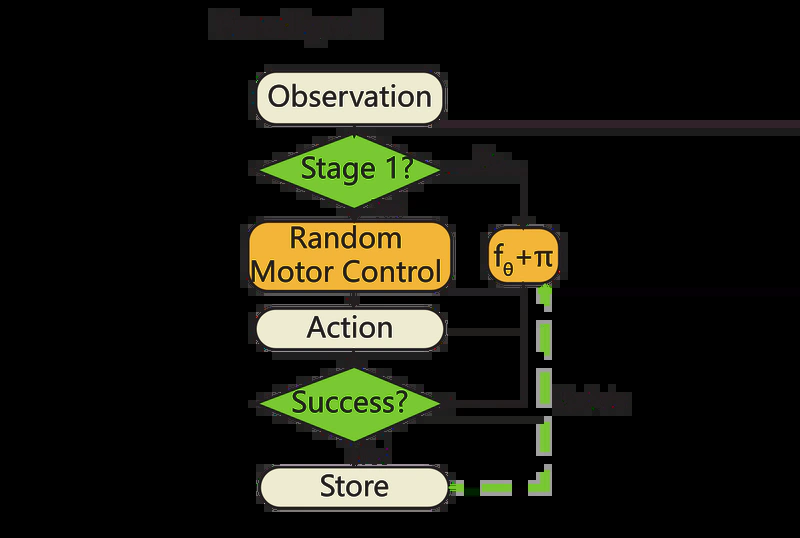 Observation
Stage 1?
Random
Motor Control
fθ+π
Action
Success?
Store